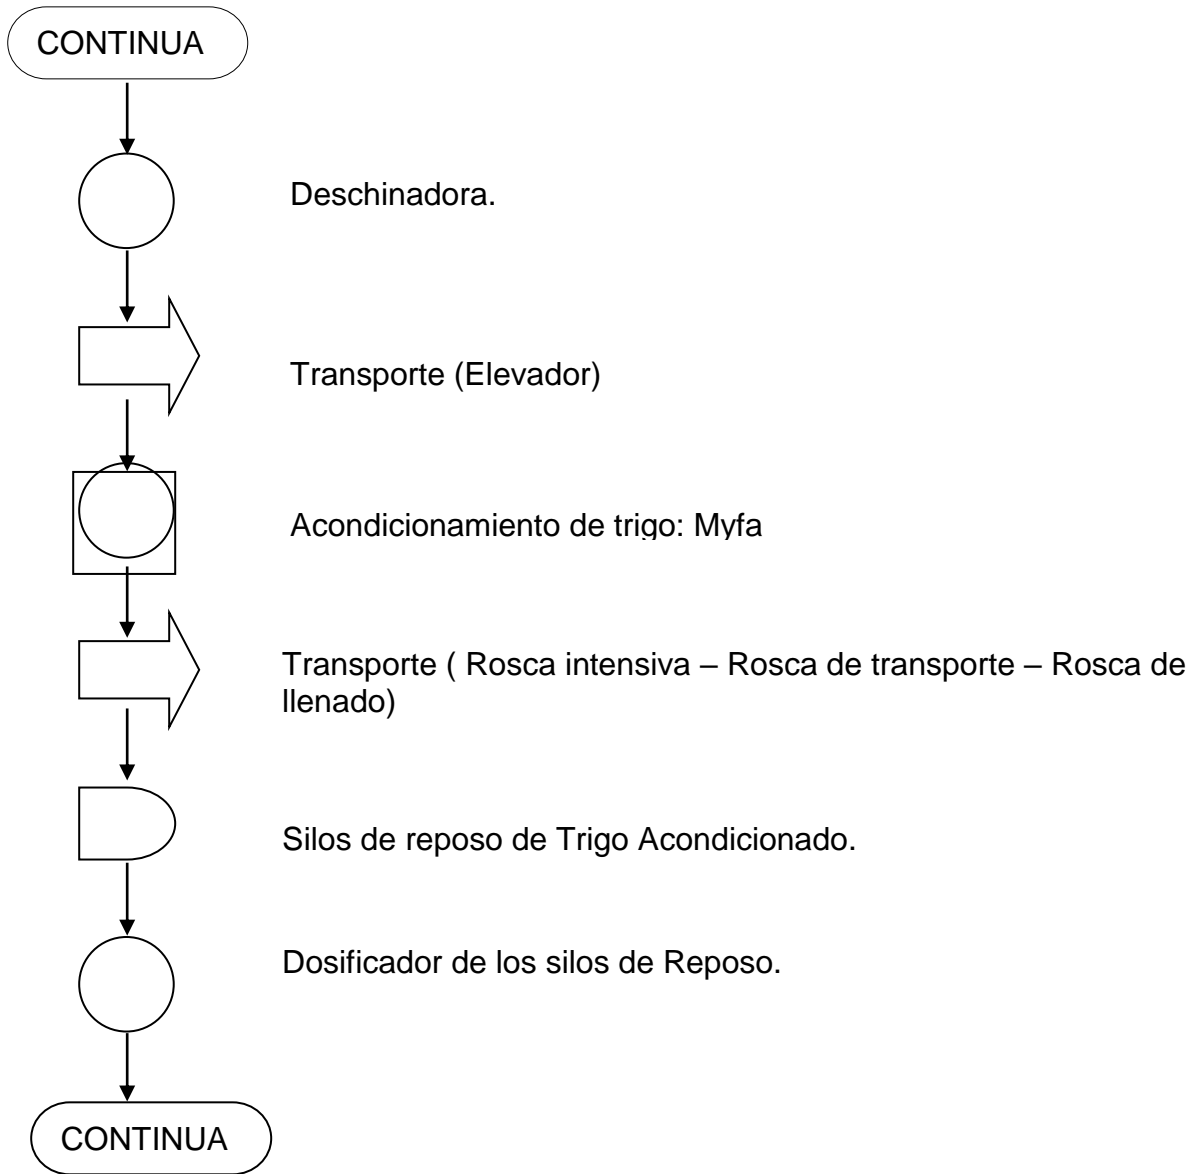 CONTINUA
Deschinadora.
Transporte (Elevador)
Acondicionamiento de trigo: Myfa
Transporte ( Rosca intensiva – Rosca de transporte – Rosca de
llenado)
Silos de reposo de Trigo Acondicionado.
Dosificador de los silos de Reposo.
CONTINUA